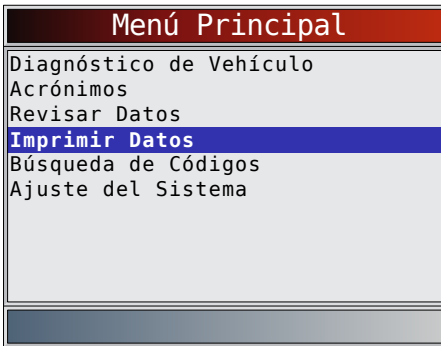 Menú Principal
Diagnóstico de Vehículo
Acrónimos
Revisar Datos
Imprimir Datos
Búsqueda de Códigos
Ajuste del Sistema